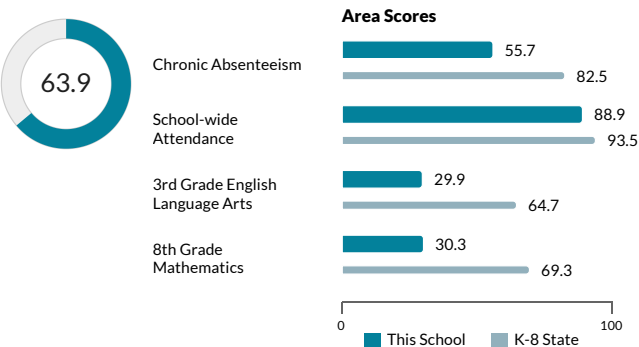 Area Scores
63.9
Chronic Absenteeism
55.7
82.5
School-wide
Attendance
88.9
93.5
3rd Grade English
Language Arts
29.9
64.7
8th Grade
Mathematics
30.3
69.3
0
100
This School
K-8 State